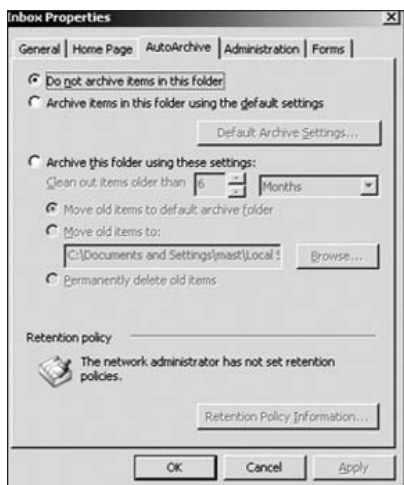 Inbox Properties
General Home Page AutoArchive Administration Forms
Do not archive items in this folder
Archive items in this folder using the default settings
Default Archive Settings...
Archive this folder using these settings:
Clean out items older than 6 Months
Move old items to default archive folder
Move old items to:
C:\Documents and Settings\mast\Local S Browse...
Permanently delete old items
Retention policy
The network administrator has not set retention
policies.
Retention Policy Information...
OK Cancel Apply